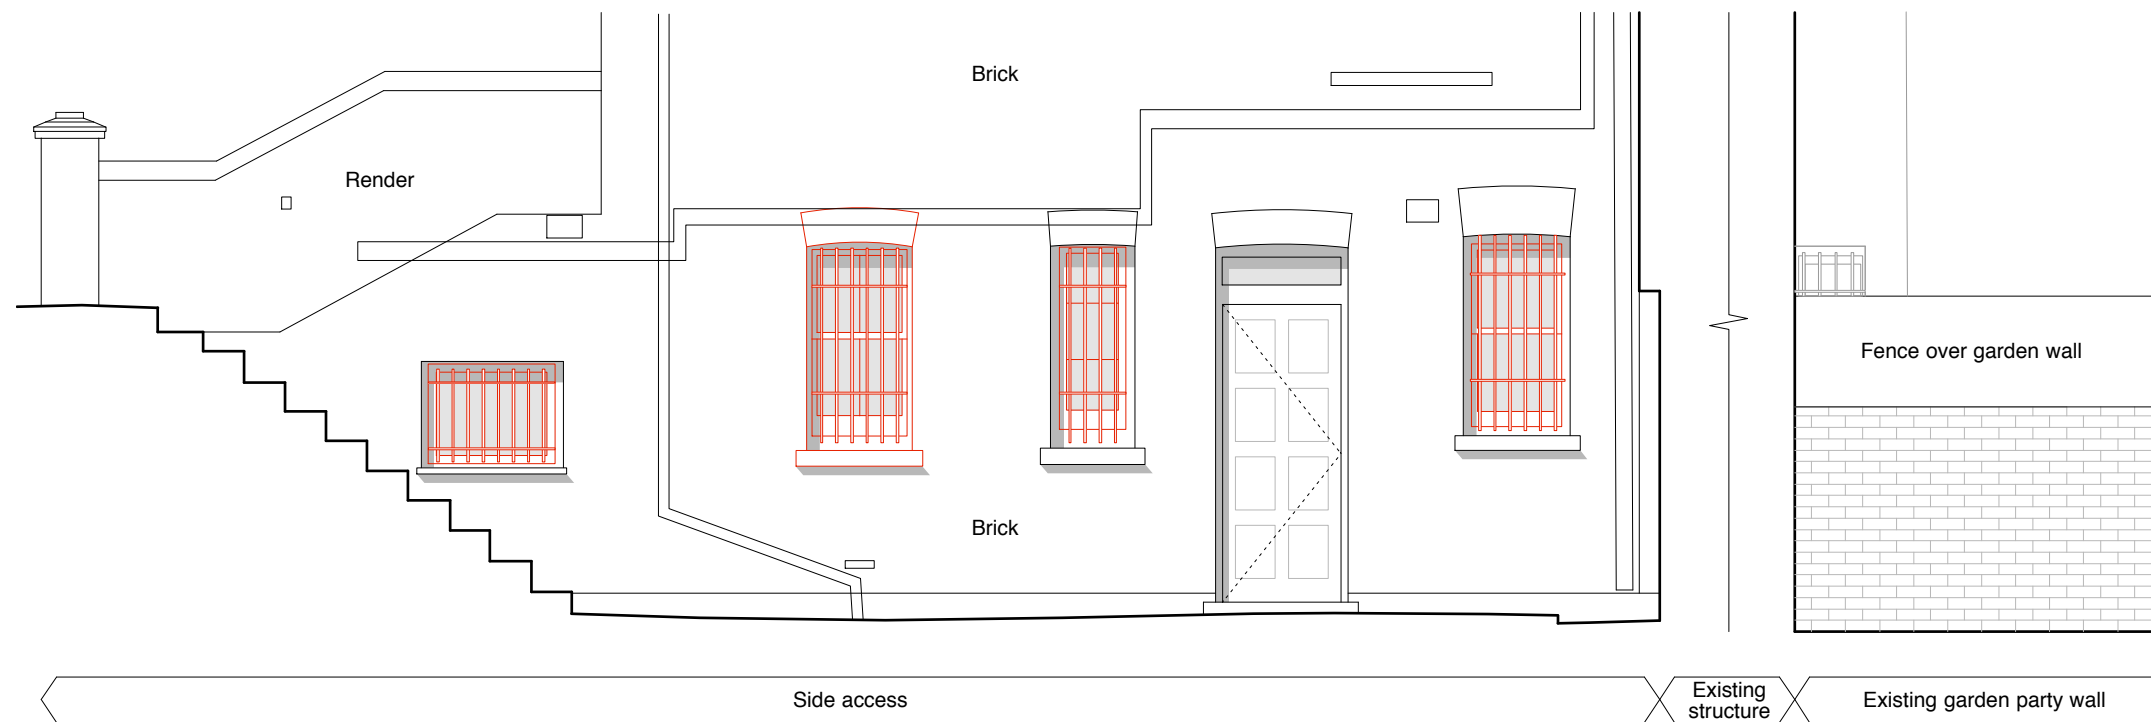 Brick
Render
Fence over garden wall
Brick
Side access
Existing
structure
Existing garden party wall